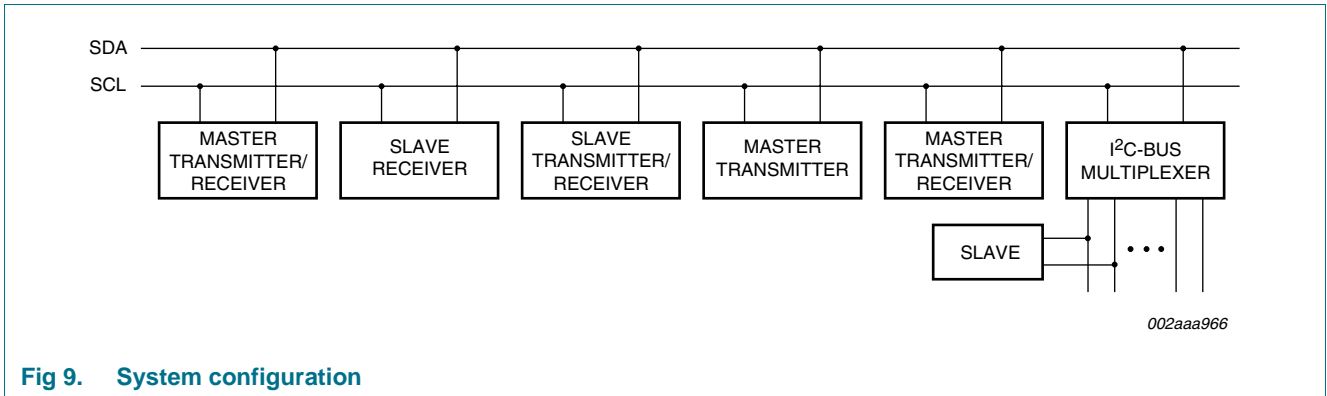 SDA
SCL
MASTER
TRANSMITTER/
RECEIVER
SLAVE
RECEIVER
SLAVE
TRANSMITTER/
RECEIVER
MASTER
TRANSMITTER
MASTER
TRANSMITTER/
RECEIVER
I²C-BUS
MULTIPLEXER
SLAVE
002aaa966
Fig 9. System configuration